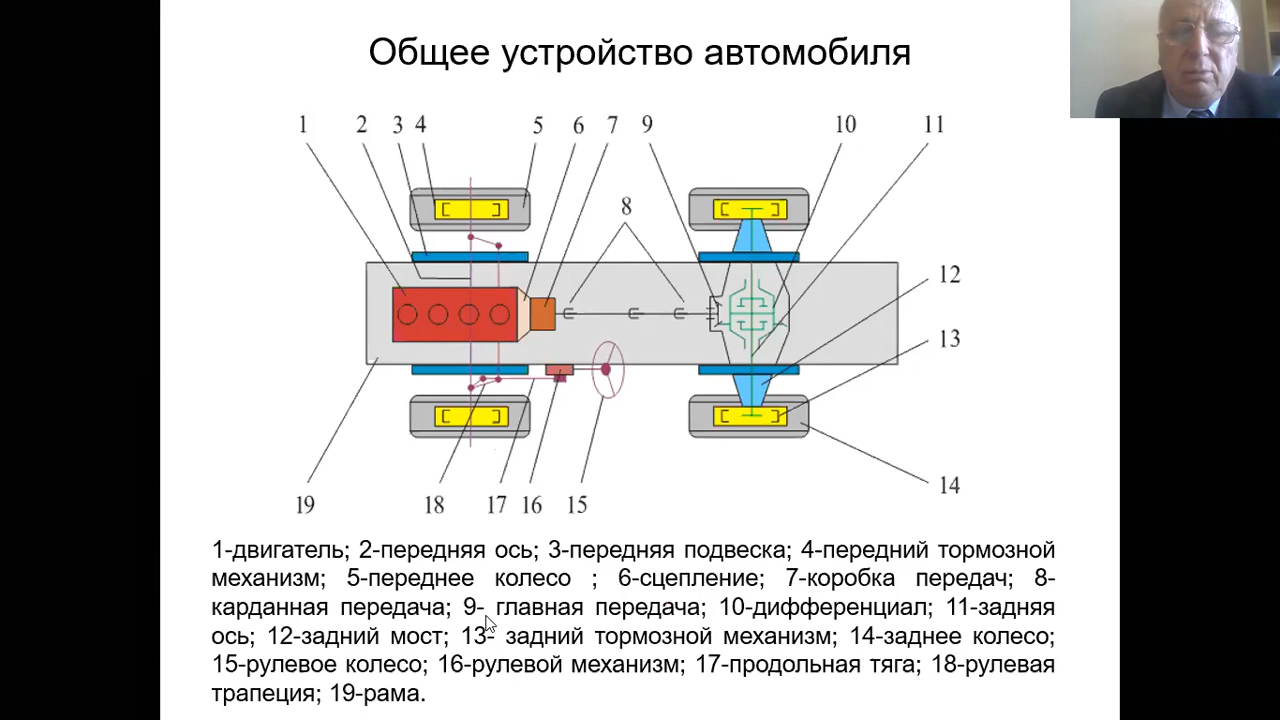 Общее устройство автомобиля
1 2 3 4 5 6 7 9 10 11
8
12
13
14
19 18 17 16 15
1-двигатель; 2-передняя ось; 3-передняя подвеска; 4-передний тормозной
механизм; 5-переднее колесо ; 6-сцепление; 7-коробка передач; 8-
карданная передача; 9- главная передача; 10-дифференциал; 11-задняя
ось; 12-задний мост; 13- задний тормозной механизм; 14-заднее колесо;
15-рулевое колесо; 16-рулевой механизм; 17-продольная тяга; 18-рулевая
трапеция; 19-рама.